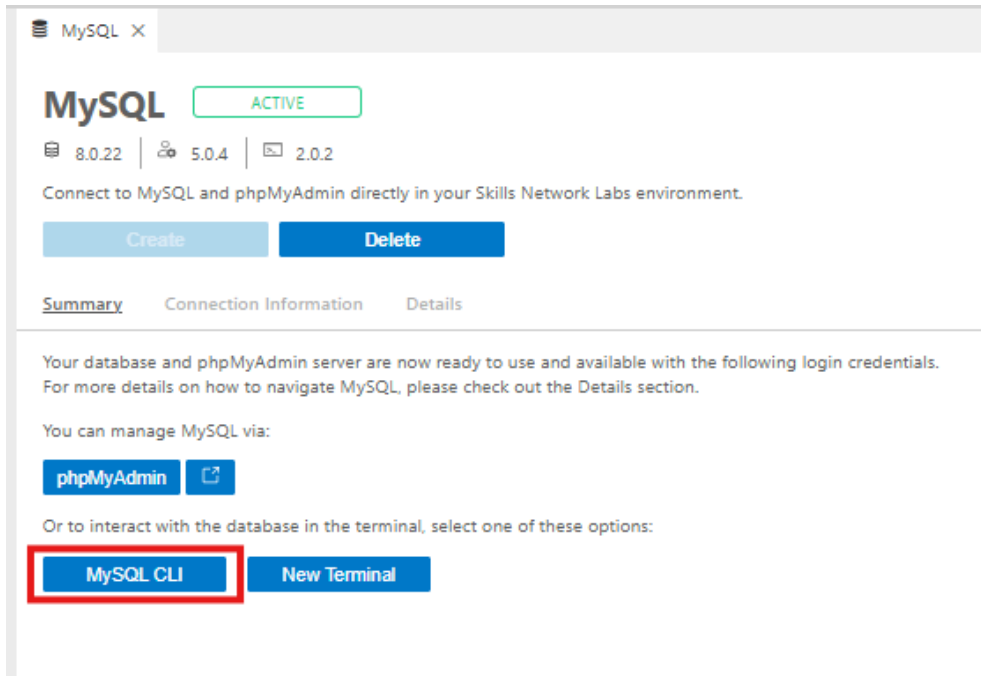 MySQL
MySQL ACTIVE
8.0.22 5.0.4 2.0.2
Connect to MySQL and phpMyAdmin directly in your Skills Network Labs environment.
Create Delete
Summary Connection Information Details
Your database and phpMyAdmin server are now ready to use and available with the following login credentials.
For more details on how to navigate MySQL, please check out the Details section.
You can manage MySQL via:
phpMyAdmin
Or to interact with the database in the terminal, select one of these options:
MySQL CLI New Terminal